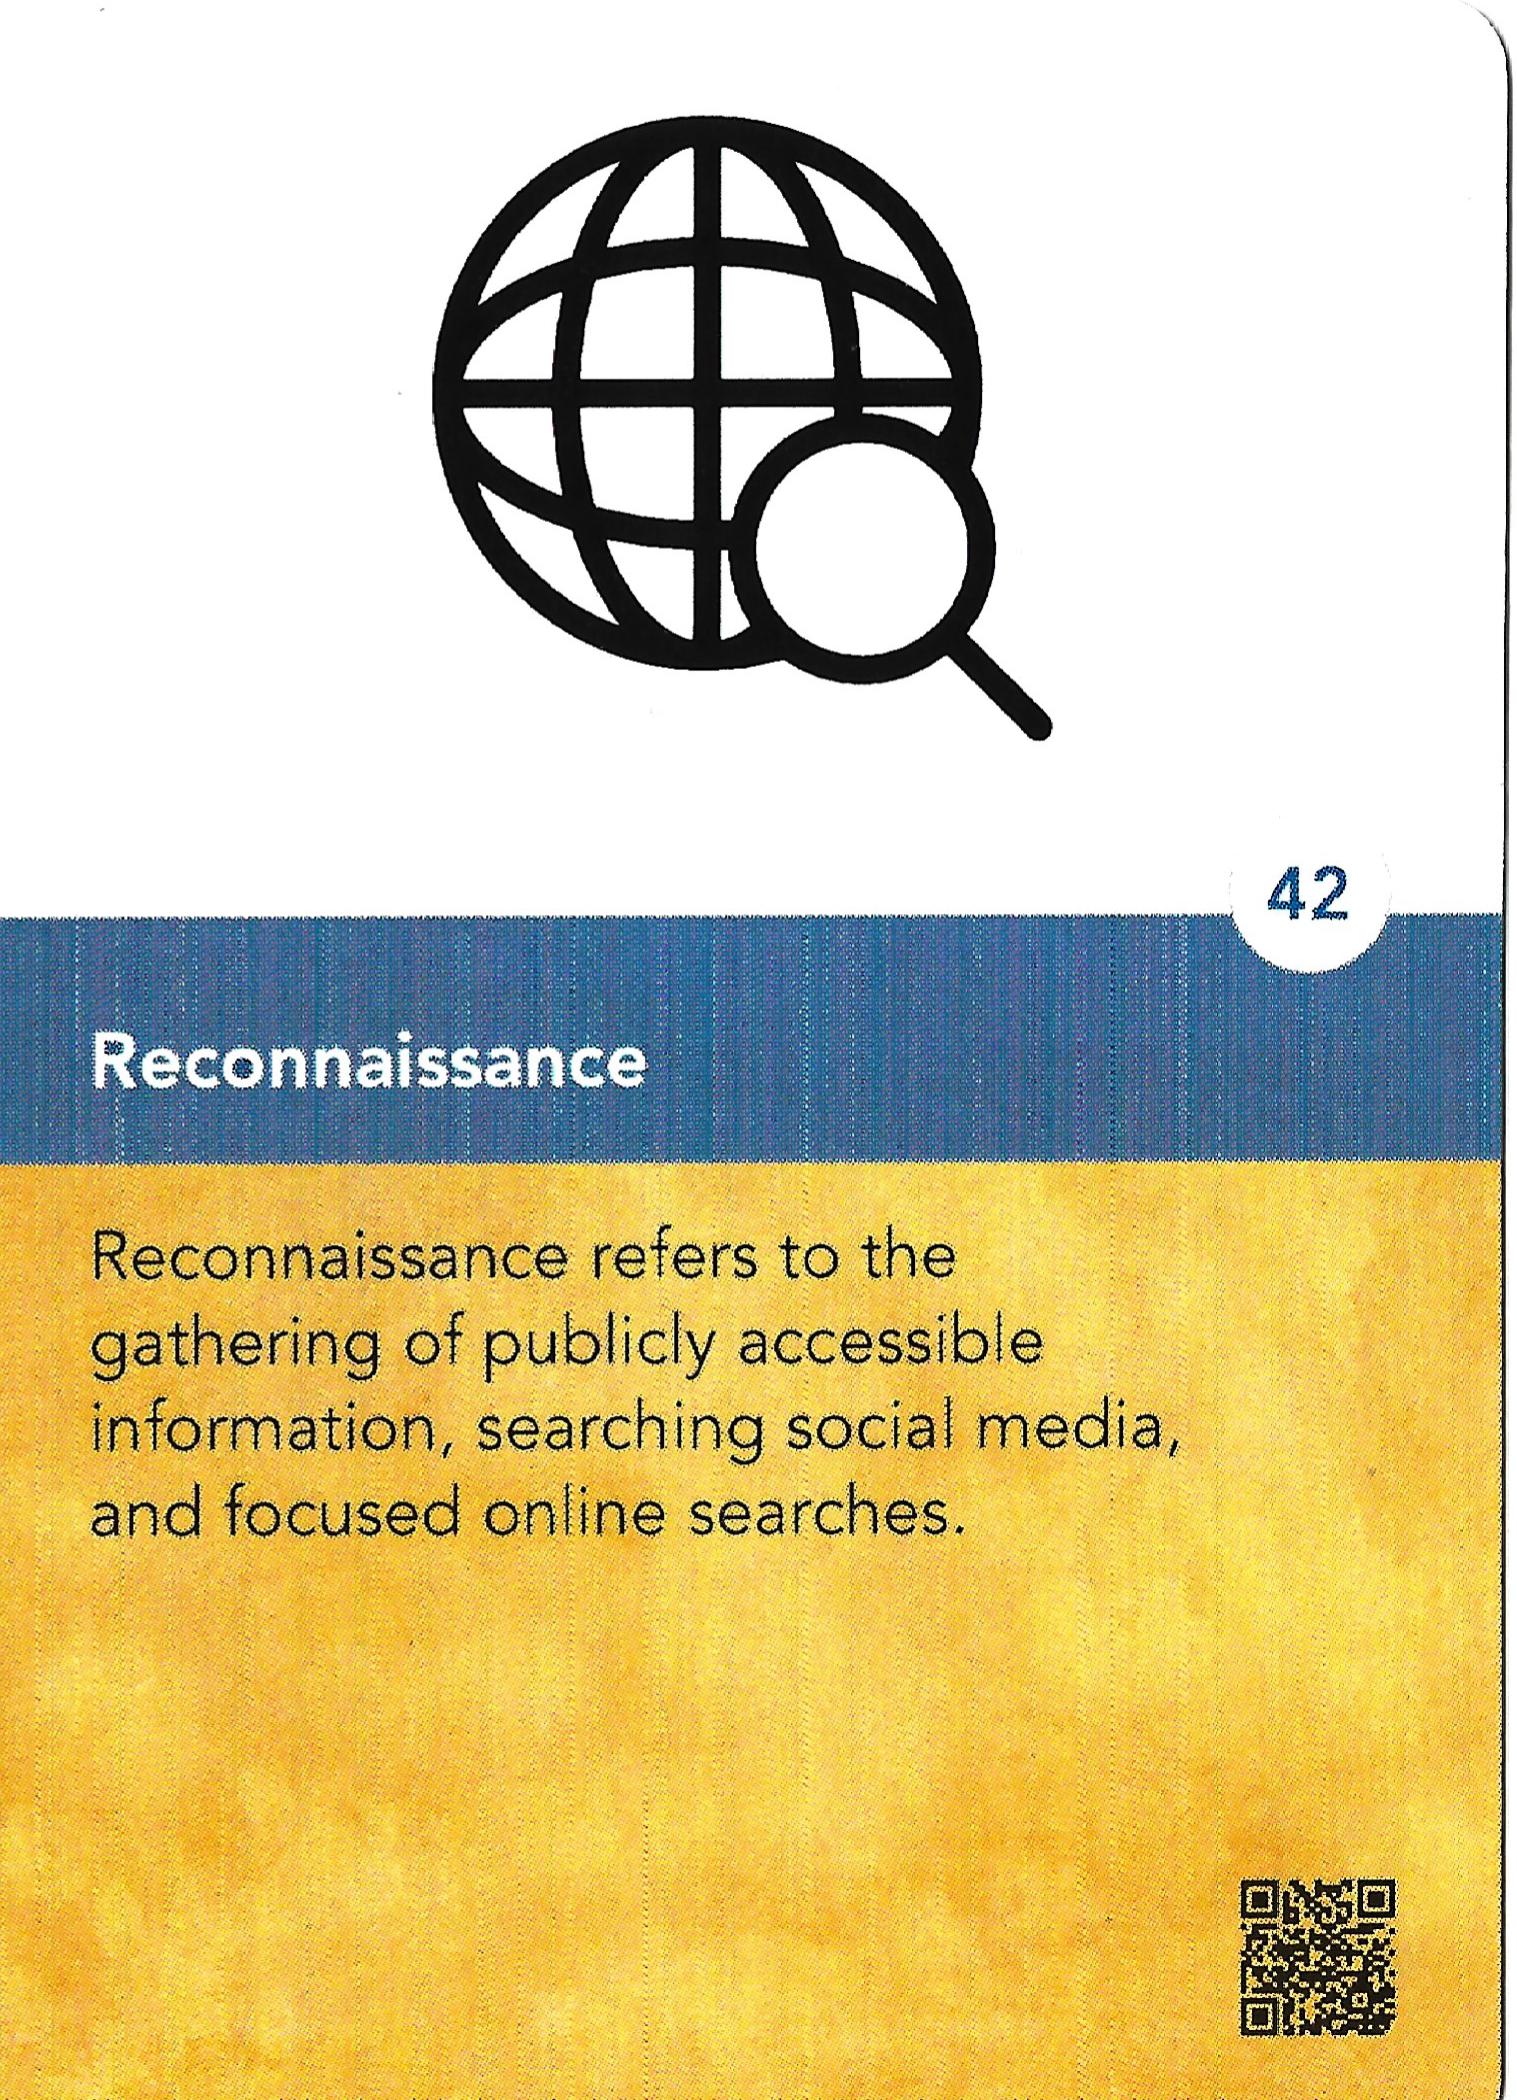 42
Reconnaissance
Reconnaissance refers to the
gathering of publicly accessible
information, searching social media,
and focused online searches.